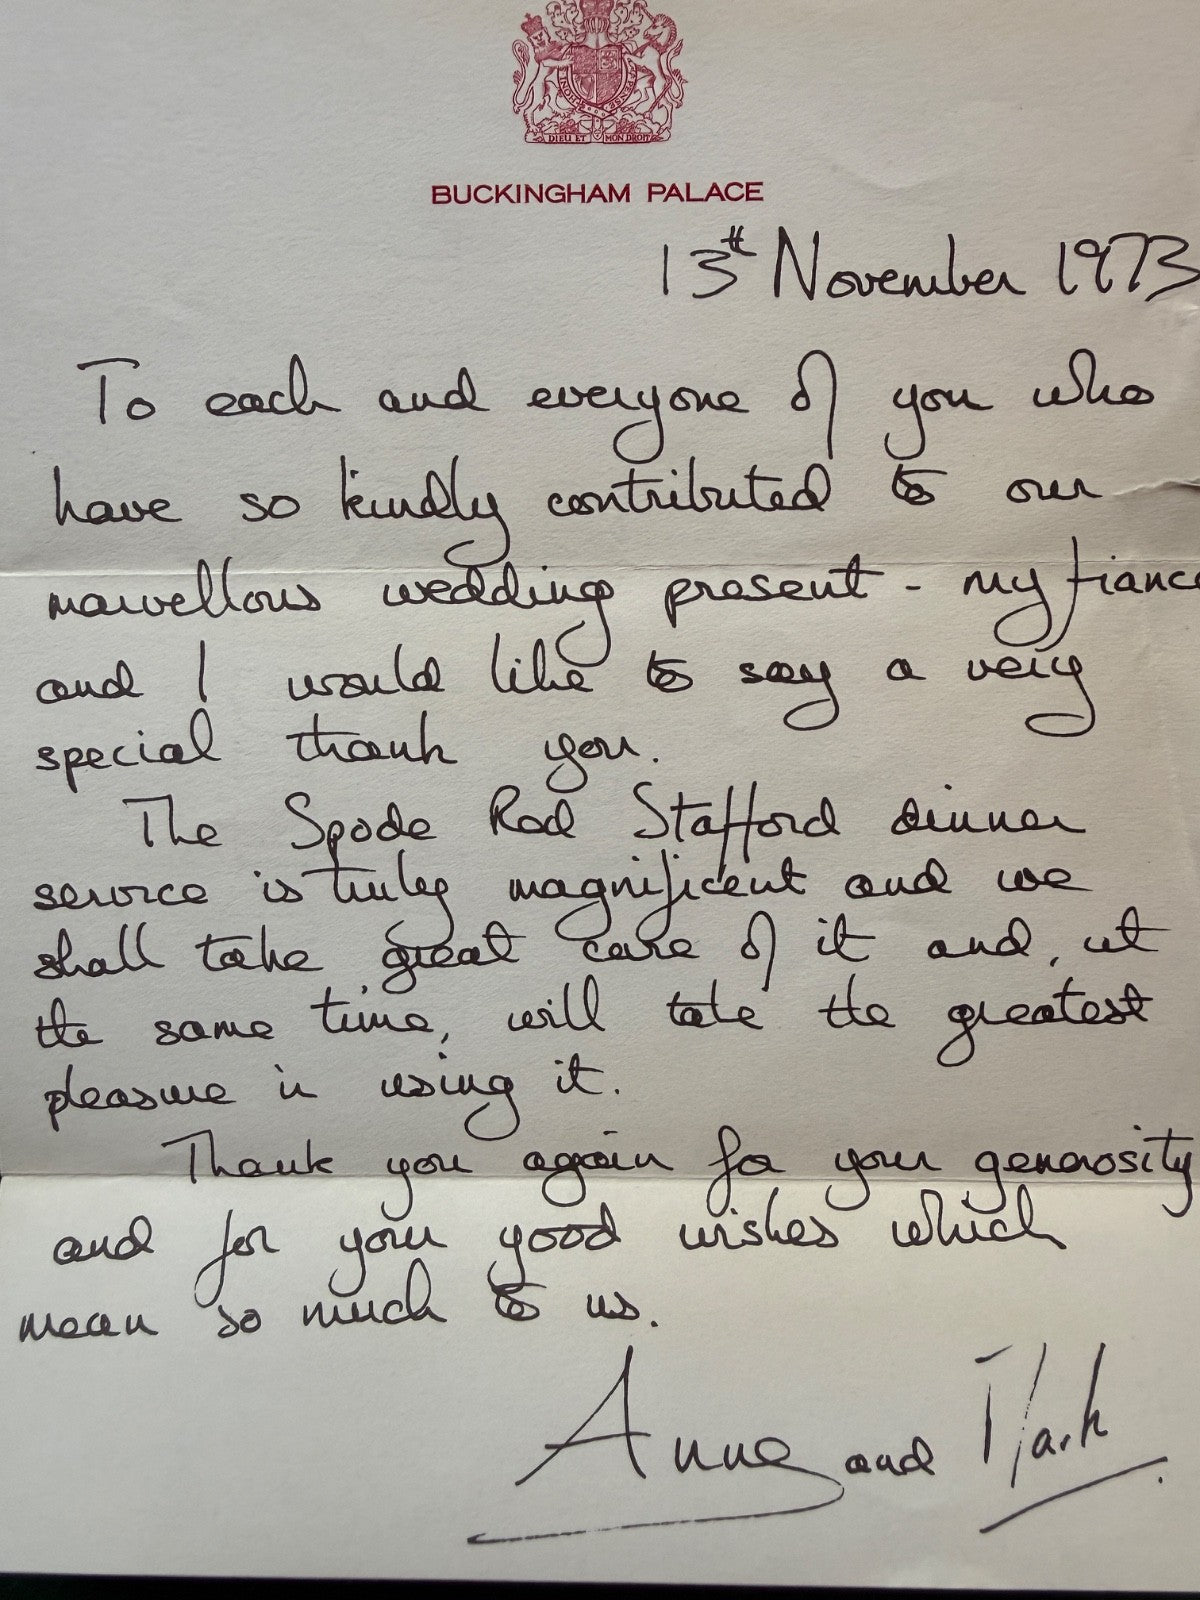 DIEU ET MON DROIT
BUCKINGHAM PALACE
13th November 1973
To each and everyone of you who
have so kindly contributed to our
marvellous wedding present - my fiance
and I would like to say a very
special thank you.
The Spode Red Stafford dinner
service is truly magnificent and we
shall take great care of it and, at
the same time, will take the greatest
pleasure in using it.
Thank you again for your generosity
and for your good wishes which
mean so much to us.
Anne and Mark